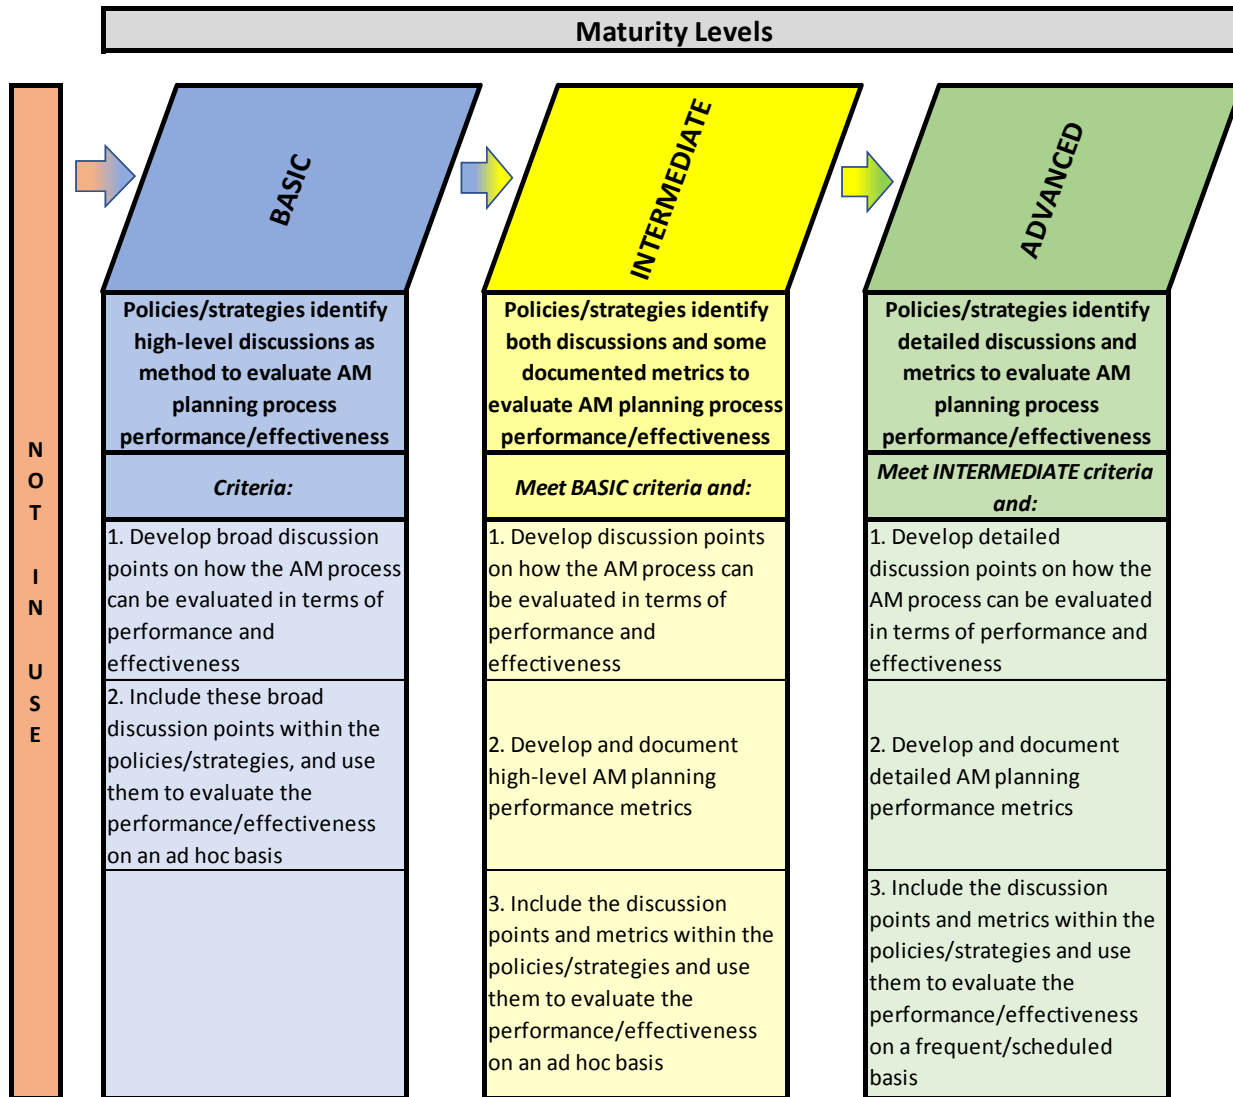 Maturity Levels
NOT IN USE
BASIC
Policies/strategies identify
high-level discussions as
method to evaluate AM
planning process
performance/effectiveness
Criteria:
1. Develop broad discussion
points on how the AM process
can be evaluated in terms of
performance and
effectiveness
2. Include these broad
discussion points within the
policies/strategies, and use
them to evaluate the
performance/effectiveness
on an ad hoc basis
INTERMEDIATE
Policies/strategies identify
both discussions and some
documented metrics to
evaluate AM planning process
performance/effectiveness
Meet BASIC criteria and:
1. Develop discussion points
on how the AM process can
be evaluated in terms of
performance and
effectiveness
2. Develop and document
high-level AM planning
performance metrics
3. Include the discussion
points and metrics within the
policies/strategies and use
them to evaluate the
performance/effectiveness
on an ad hoc basis
ADVANCED
Policies/strategies identify
detailed discussions and
metrics to evaluate AM
planning process
performance/effectiveness
Meet INTERMEDIATE criteria
and:
1. Develop detailed
discussion points on how the
AM process can be evaluated
in terms of performance and
effectiveness
2. Develop and document
detailed AM planning
performance metrics
3. Include the discussion
points and metrics within the
policies/strategies and use
them to evaluate the
performance/effectiveness
on a frequent/scheduled
basis